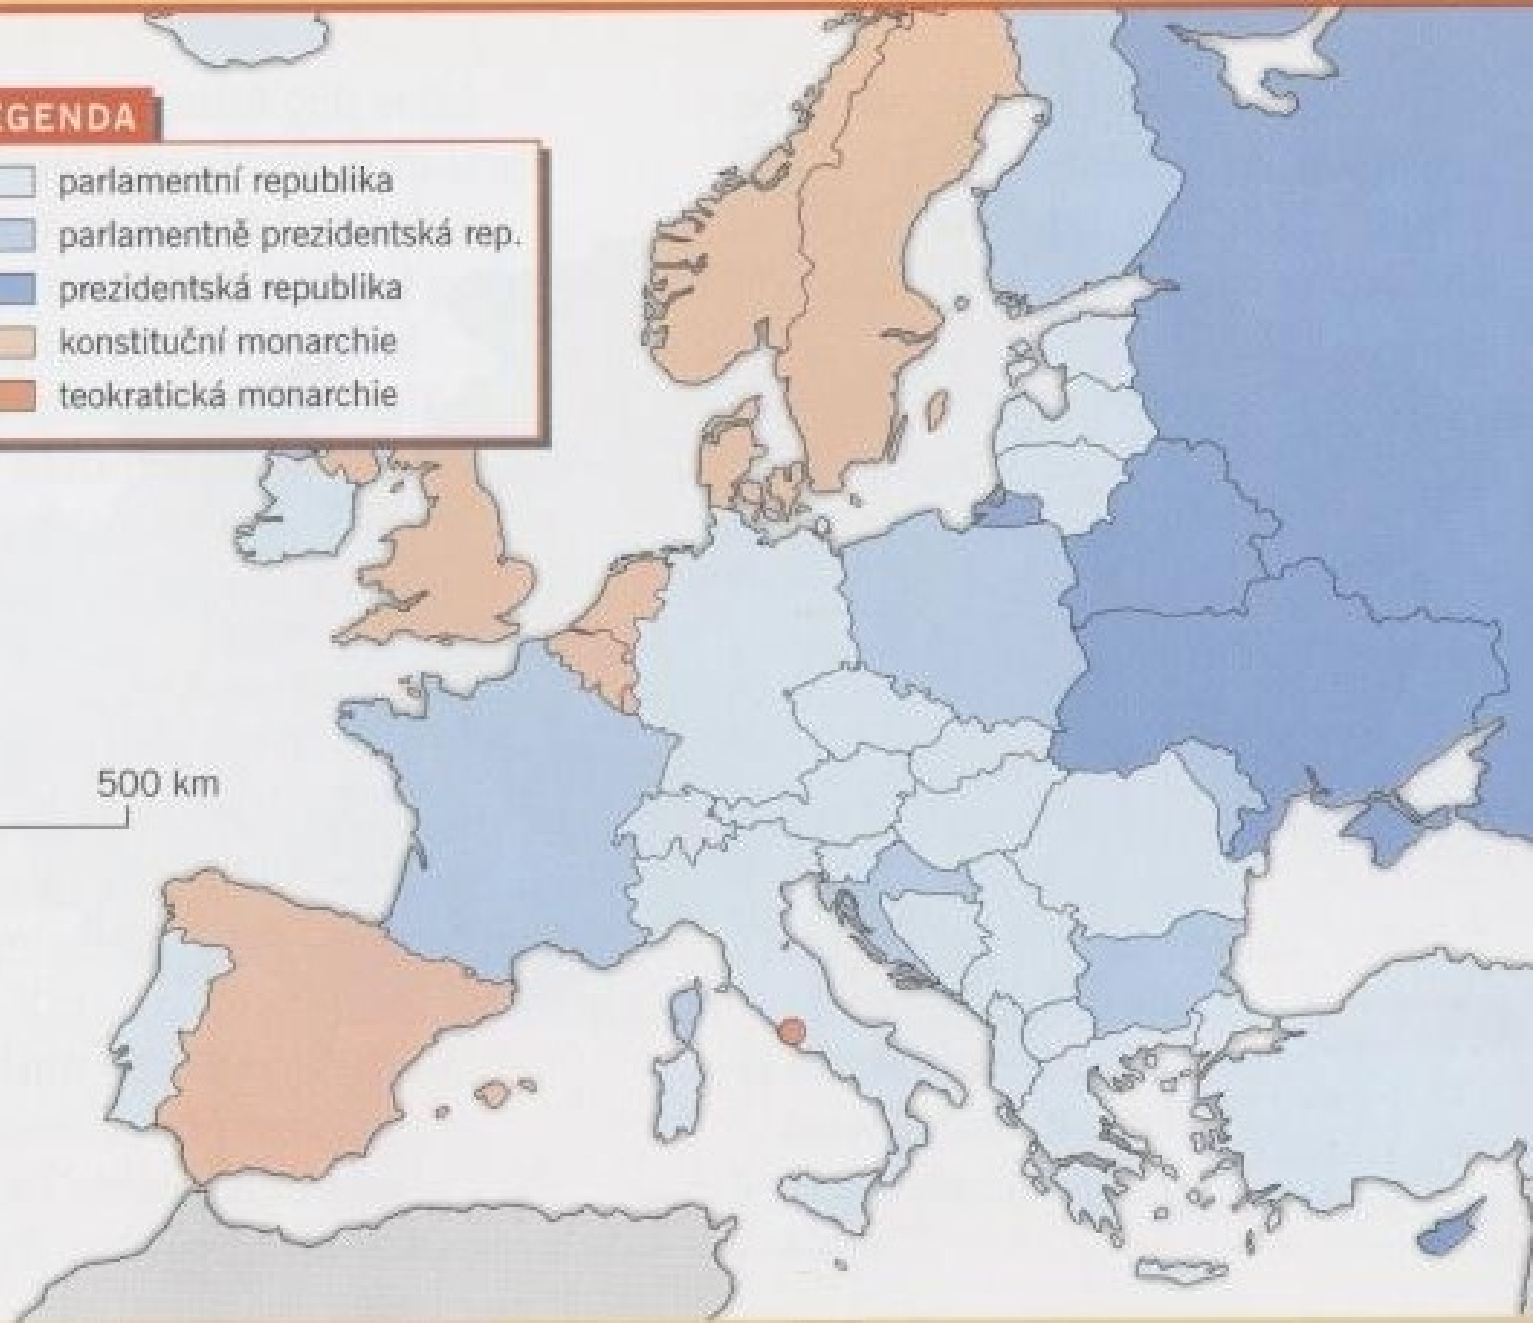 EGENDA
parlamentní republika
parlamentně prezidentská rep.
prezidentská republika
konstituční monarchie
teokratická monarchie
500 km